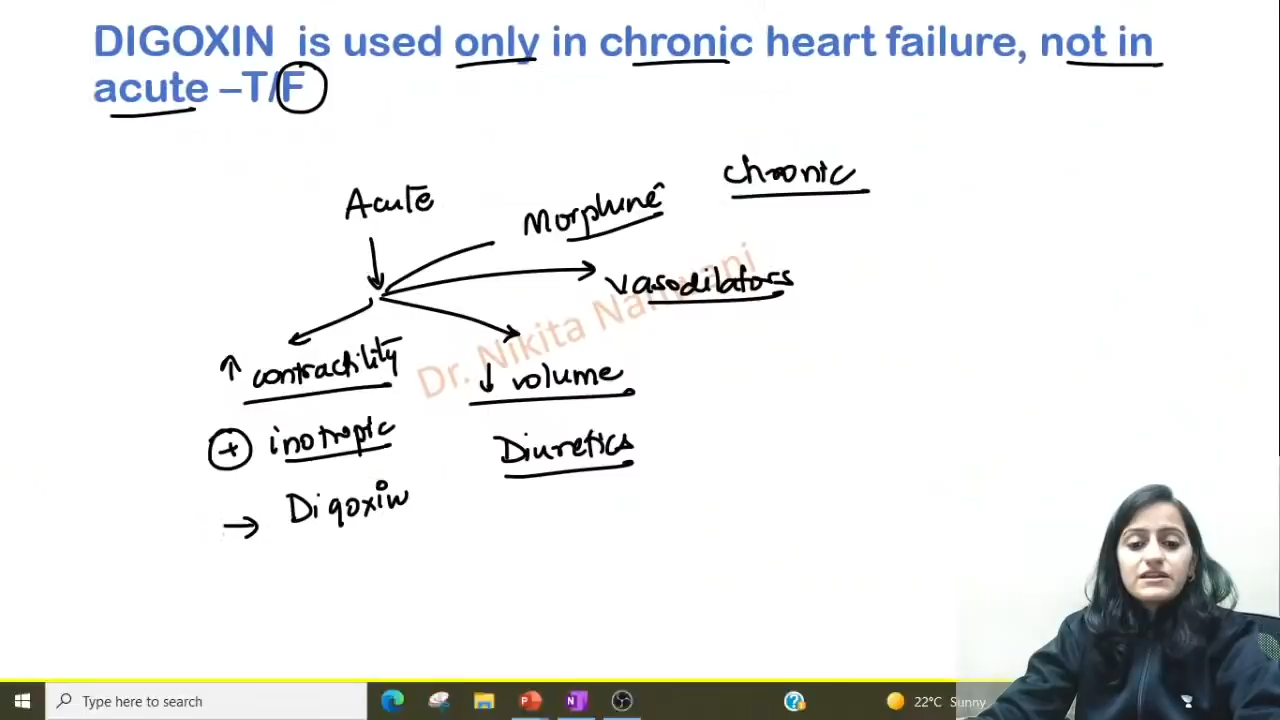 DIGOXIN is used only in chronic heart failure, not in
acute –T/F
chronic
Acute
Morphine
vasodilators
Dr. Nikita Nanwani
↑ contractility
↓ volume
+ inotropic
Diuretics
→ Digoxin
Type here to search
22°C Sunny